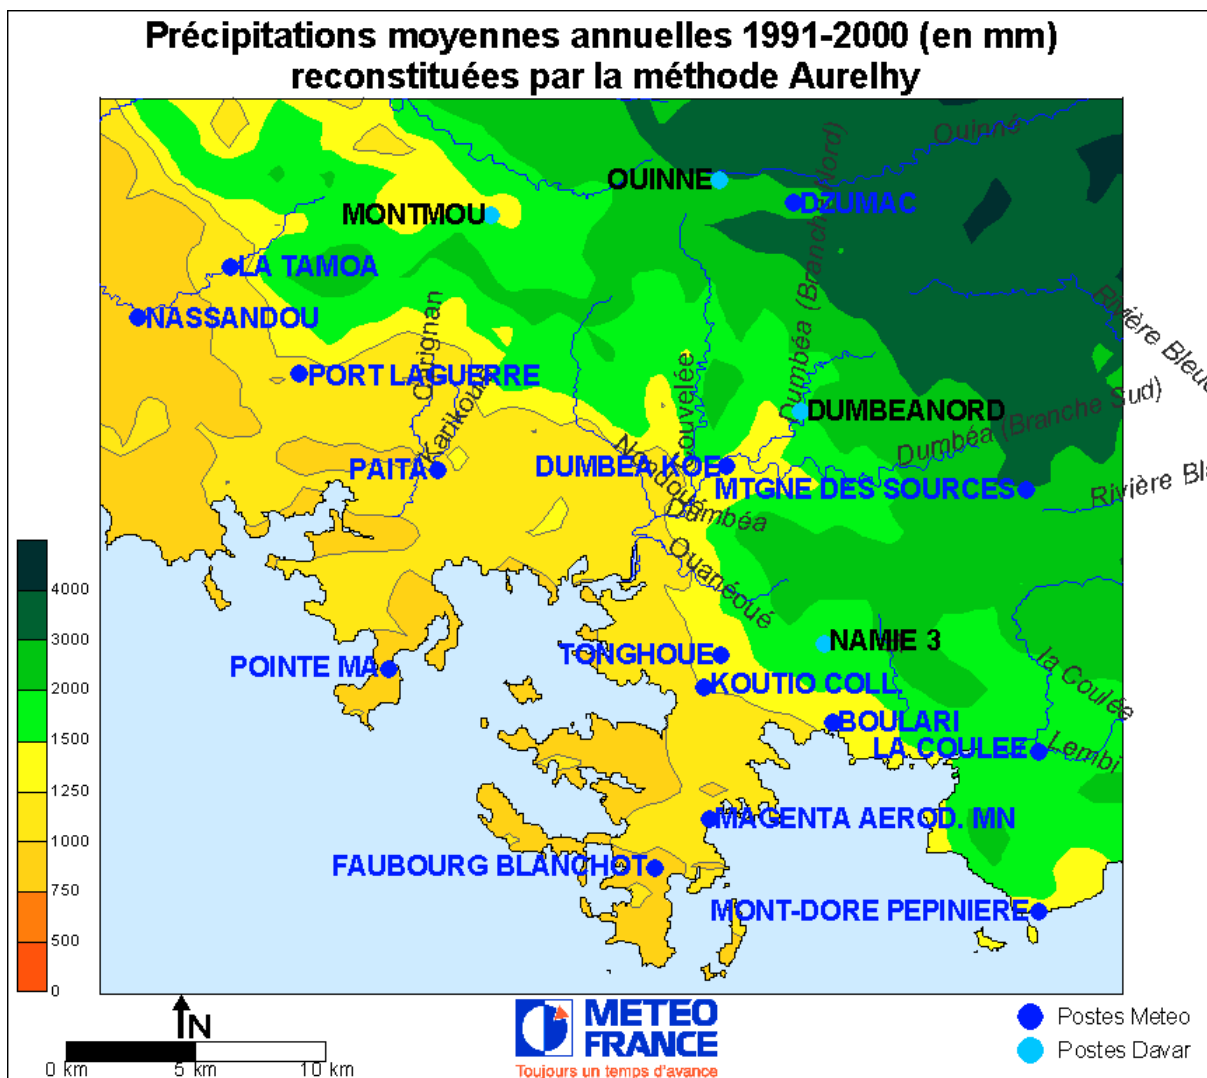 Précipitations moyennes annuelles 1991-2000 (en mm)
reconstituées par la méthode Aurelhy
Ouinné
OUINNE
DZUMAC
MONTMOU
Dumbéa (Branche Nord)
LA TAMOA
NASSANDOU
Rivière Bleue
Carignan
PORT LAGUERRE
Karikouié
DUMBEANORD
Dumbéa (Branche Sud)
PAITA
DUMBEA KOE
Nondoué
MTGNE DES SOURCES
Rivière Bla
Dumbéa
Ouanéoué
4000
3000
2000
1500
1250
1000
750
500
0
NAMIE 3
TONGHOUE
POINTE MA
KOUTIO COLL.
la Coulée
BOULARI
LA COULEE
Lembi
MAGENTA AEROD. MN
FAUBOURG BLANCHOT
MONT-DORE PEPINIERE
N
0 km
5 km
10 km
METEO
FRANCE
Toujours un temps d'avance
Postes Meteo
Postes Davar